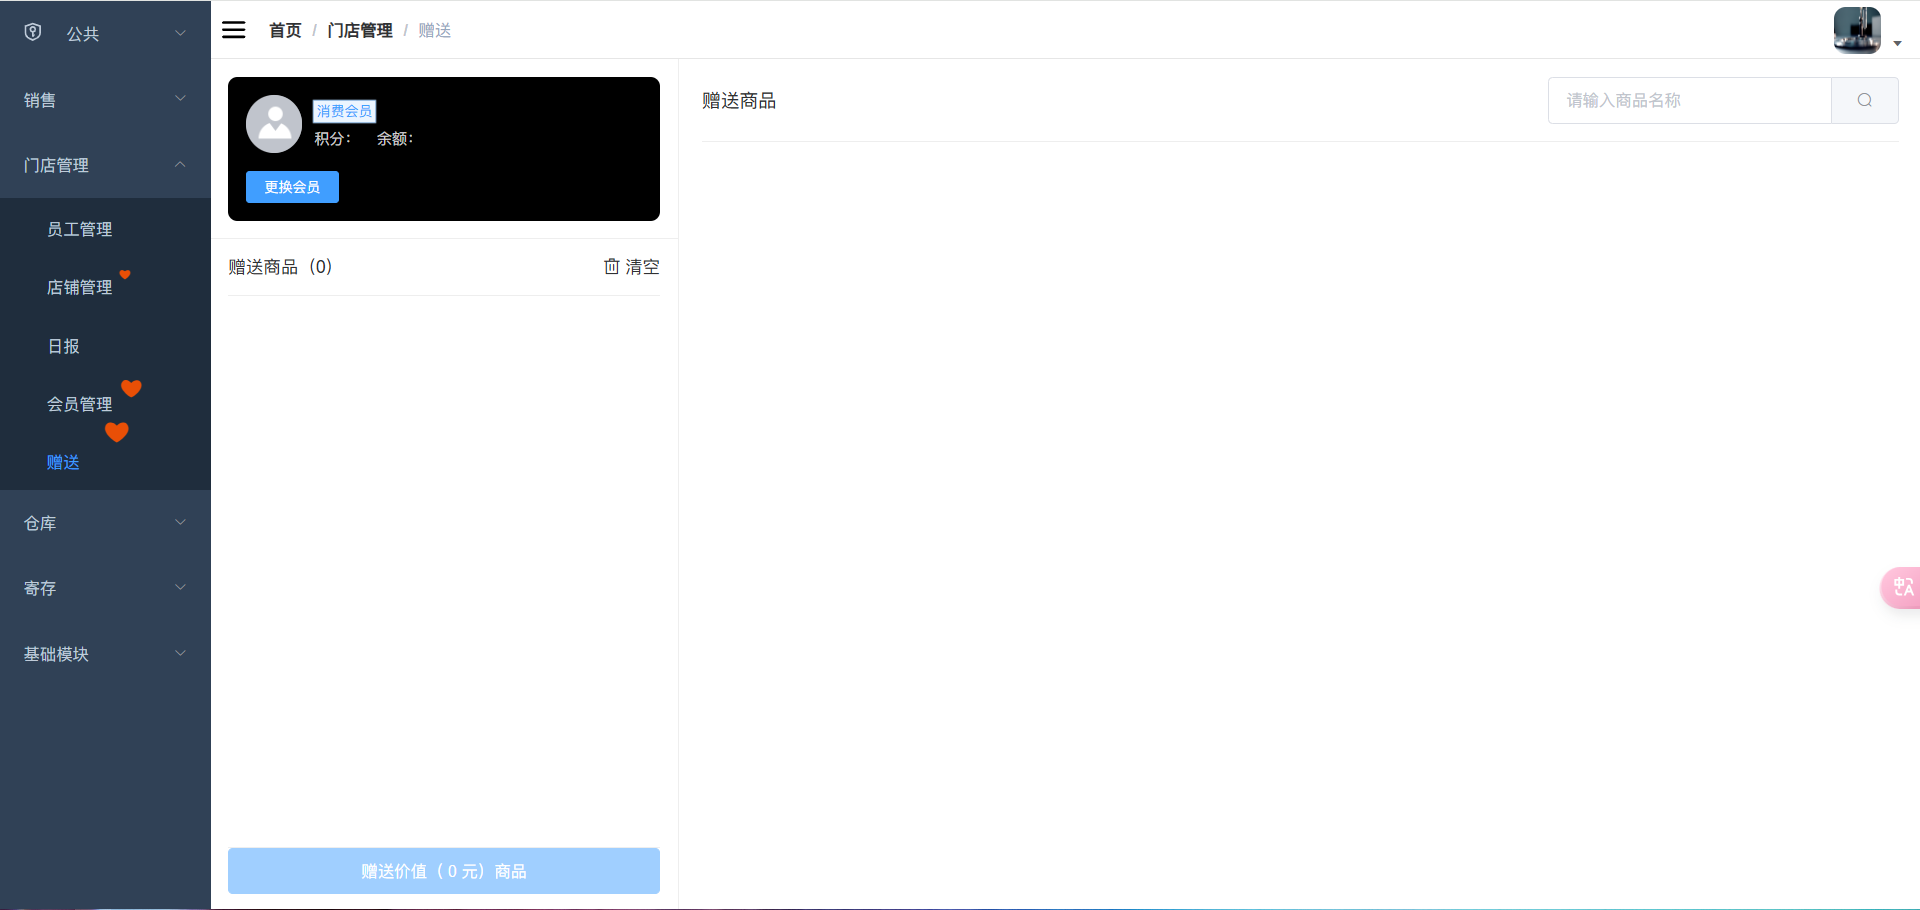 公共
销售
门店管理
员工管理
店铺管理
日报
会员管理
赠送
仓库
寄存
基础模块
首页 / 门店管理 / 赠送
消费会员
积分： 余额：
更换会员
赠送商品（0）
清空
赠送价值（ 0 元）商品
赠送商品
请输入商品名称
中A